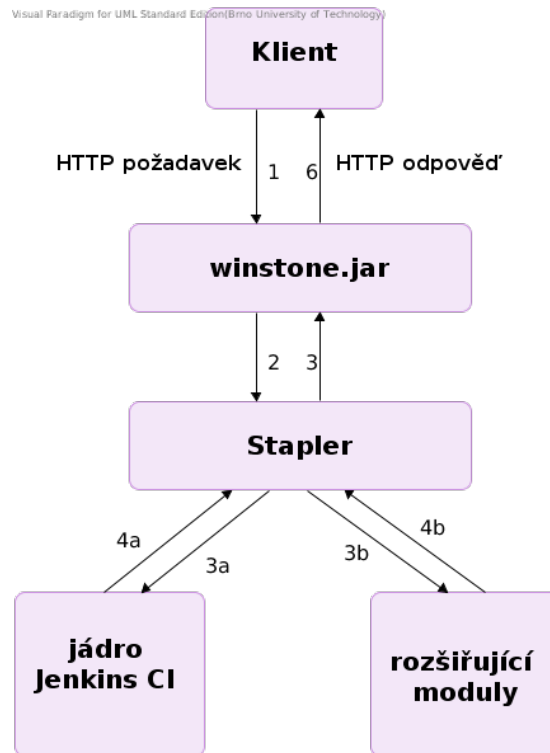 Visual Paradigm for UML Standard Edition(Brno University of Technology)
Klient
HTTP požadavek
1
6
HTTP odpověď
winstone.jar
2
3
Stapler
4a
3a
3b
4b
jádro
Jenkins CI
rozšiřující
moduly